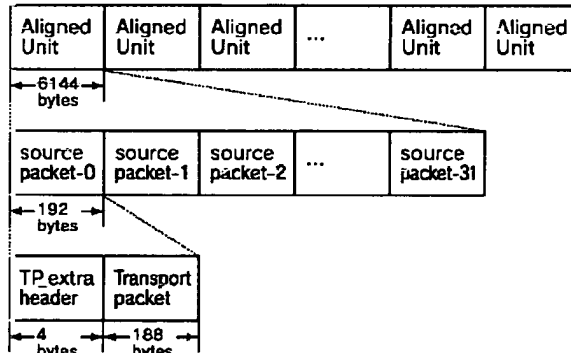 Aligned Unit Aligned Unit Aligned Unit ... Aligned Unit Aligned Unit
6144 bytes
source packet-0 source packet-1 source packet-2 ... source packet-31
192 bytes
TP_extra header Transport packet
4 bytes 188 bytes